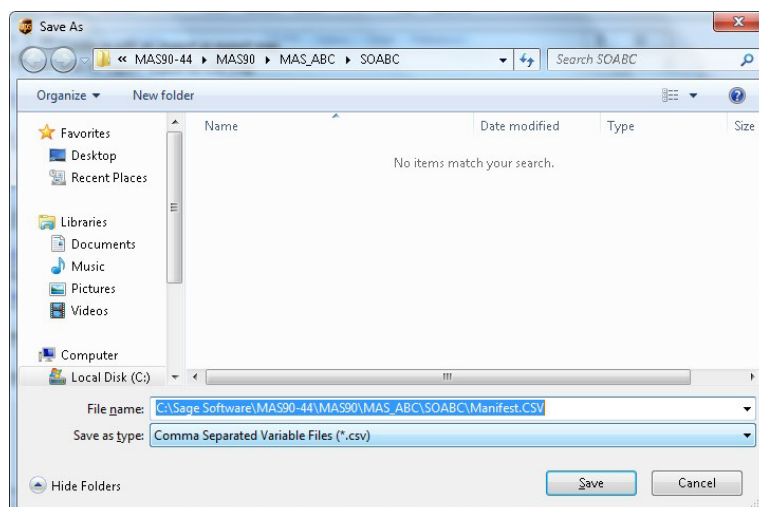 ups Save As
« MAS90-44 MAS90 MAS_ABC SOABC Search SOABC
Organize New folder
Name Date modified Type Size
Favorites
Desktop
Recent Places
Libraries
Documents
Music
Pictures
Videos
Computer
Local Disk (C:)
No items match your search.
File name: C:\Sage Software\MAS90-44\MAS90\MAS_ABC\SOABC\Manifest.CSV
Save as type: Comma Separated Variable Files (*.csv)
Hide Folders Save Cancel